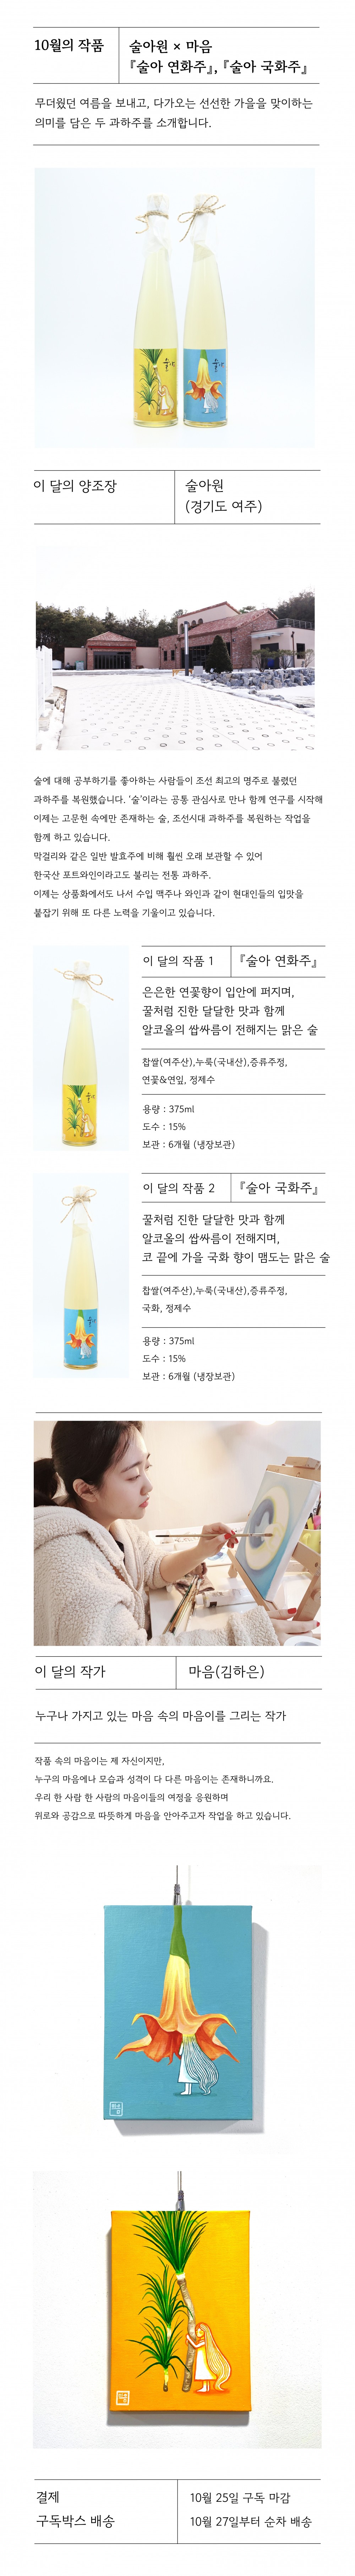 10월의 작품
술아원 × 마음
『술아 연화주』, 『술아 국화주』
무더웠던 여름을 보내고, 다가오는 선선한 가을을 맞이하는
의미를 담은 두 과하주를 소개합니다.
술아
술아
이 달의 양조장
술아원
(경기도 여주)
술에 대해 공부하기를 좋아하는 사람들이 조선 최고의 명주로 불렸던
과하주를 복원했습니다. '술'이라는 공통 관심사로 만나 함께 연구를 시작해
이제는 고문헌 속에만 존재하는 술, 조선시대 과하주를 복원하는 작업을
함께 하고 있습니다.
막걸리와 같은 일반 발효주에 비해 훨씬 오래 보관할 수 있어
한국산 포트와인이라고도 불리는 전통 과하주.
이제는 상품화에서도 나서 수입 맥주나 와인과 같이 현대인들의 입맛을
붙잡기 위해 또 다른 노력을 기울이고 있습니다.
이 달의 작품 1
『술아 연화주』
은은한 연꽃향이 입안에 퍼지며,
꿀처럼 진한 달달한 맛과 함께
알코올의 쌉싸름이 전해지는 맑은 술
찹쌀(여주산),누룩(국내산),증류주정,
연꽃&연잎, 정제수
용량 : 375ml
도수 : 15%
보관 : 6개월 (냉장보관)
술아
이 달의 작품 2
『술아 국화주』
꿀처럼 진한 달달한 맛과 함께
알코올의 쌉싸름이 전해지며,
코 끝에 가을 국화 향이 맴도는 맑은 술
찹쌀(여주산),누룩(국내산),증류주정,
국화, 정제수
용량 : 375ml
도수 : 15%
보관 : 6개월 (냉장보관)
술아
이 달의 작가
마음(김하은)
누구나 가지고 있는 마음 속의 마음이를 그리는 작가
작품 속의 마음이는 제 자신이지만,
누구의 마음에나 모습과 성격이 다 다른 마음이는 존재하니까요.
우리 한 사람 한 사람의 마음이들의 여정을 응원하며
위로와 공감으로 따뜻하게 마음을 안아주고자 작업을 하고 있습니다.
결제
10월 25일 구독 마감
구독박스 배송
10월 27일부터 순차 배송